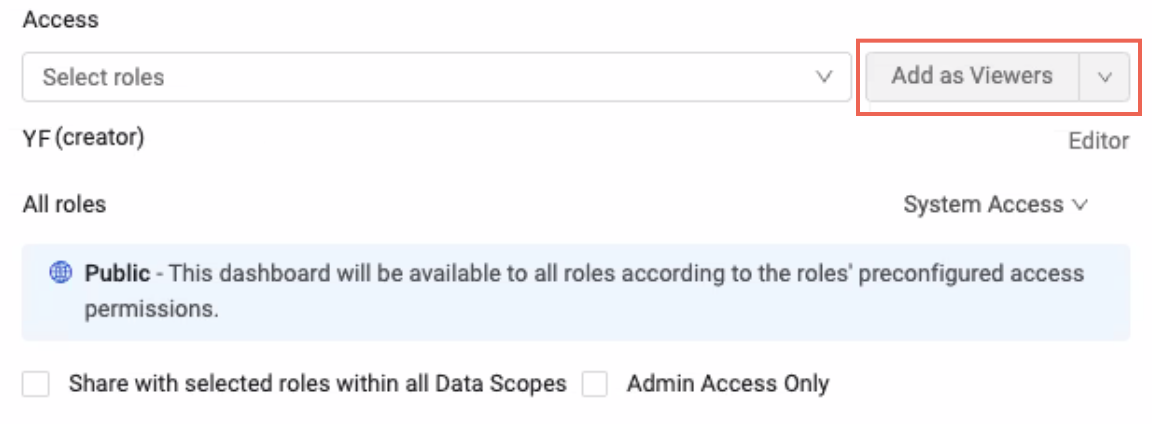 Access
Select roles
Add as Viewers
YF (creator)
Editor
All roles
System Access
Public - This dashboard will be available to all roles according to the roles' preconfigured access
permissions.
Share with selected roles within all Data Scopes
Admin Access Only